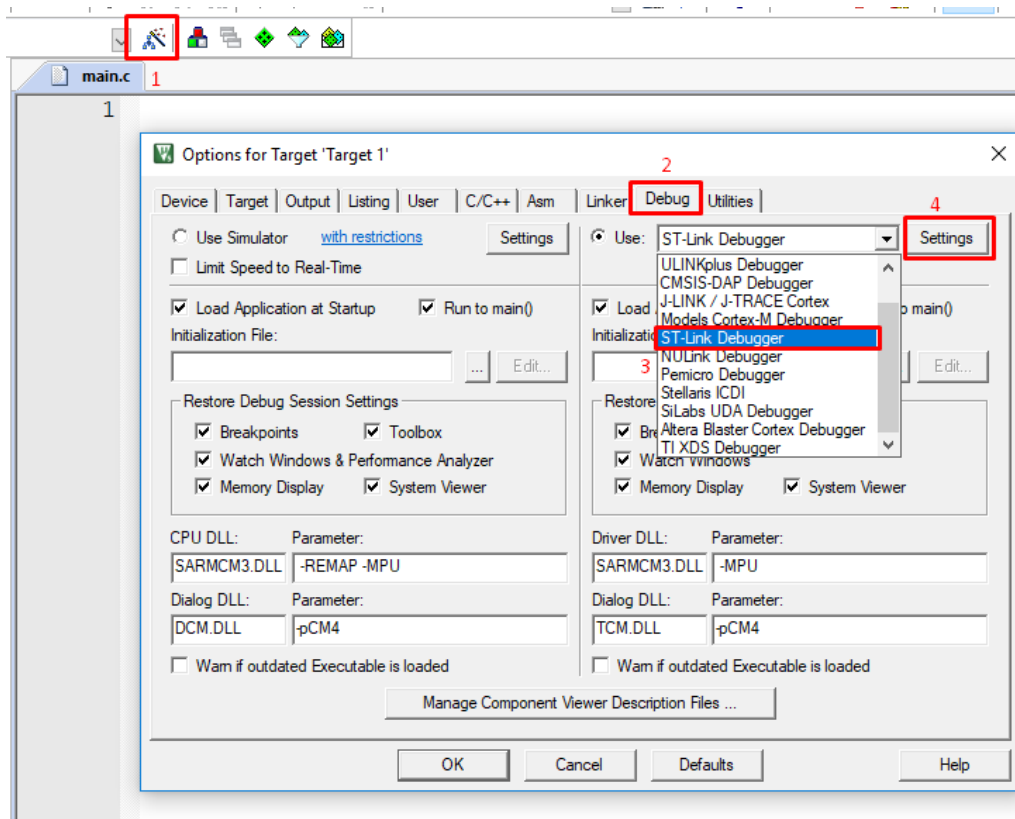 main.c
1
1
Options for Target 'Target 1'
2
Device Target Output Listing User C/C++ Asm Linker Debug Utilities
4
Use Simulator with restrictions Settings
Use: ST-Link Debugger Settings
Limit Speed to Real-Time
ULINKplus Debugger
CMSIS-DAP Debugger
J-LINK / J-TRACE Cortex
Models Cortex-M Debugger
ST-Link Debugger
NULink Debugger
Pemicro Debugger
Stellaris ICDI
SiLabs UDA Debugger
Altera Blaster Cortex Debugger
TI XDS Debugger
3
Load Application at Startup Run to main()
Load o main()
Initialization File:
Initializatio
... Edit...
Edit...
Restore Debug Session Settings
Restore
Breakpoints Toolbox
Bre
Watch Windows & Performance Analyzer
Watch Windows
Memory Display System Viewer
Memory Display System Viewer
CPU DLL: Parameter:
Driver DLL: Parameter:
SARMCM3.DLL -REMAP -MPU
SARMCM3.DLL -MPU
Dialog DLL: Parameter:
Dialog DLL: Parameter:
DCM.DLL -pCM4
TCM.DLL -pCM4
Warn if outdated Executable is loaded
Warn if outdated Executable is loaded
Manage Component Viewer Description Files ...
OK Cancel Defaults Help